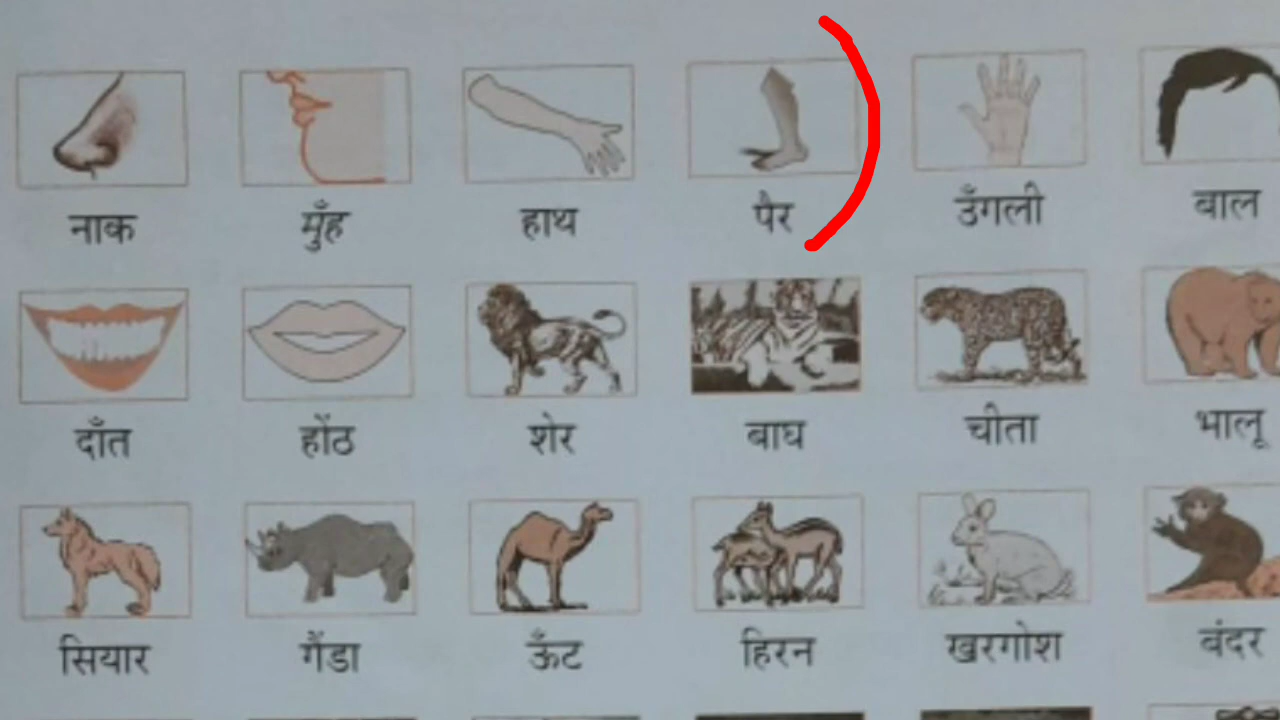 नाक मुँह हाथ पैर उँगली बाल
दाँत होंठ शेर बाघ चीता भालू
सियार गैंडा ऊँट हिरन खरगोश बंदर